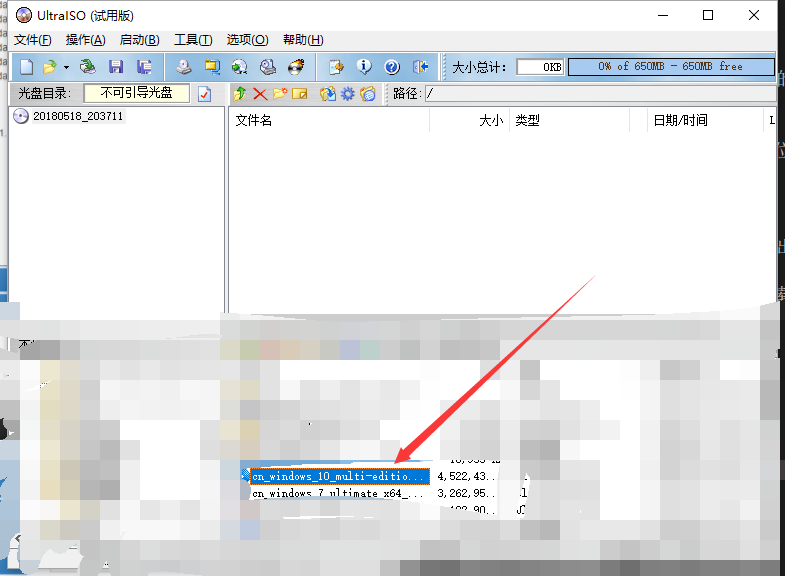 UltraISO (试用版)
文件(F) 操作(A) 启动(B) 工具(T) 选项(O) 帮助(H)
大小总计: 0KB 0% of 650MB - 650MB free
光盘目录: 不可引导光盘 路径: /
20180518_203711 文件名 大小 类型 日期/时间 L
cn_windows_10_multi-editio... 4,522,43...
cn_windows_7_ultimate_x64_... 3,262,95..